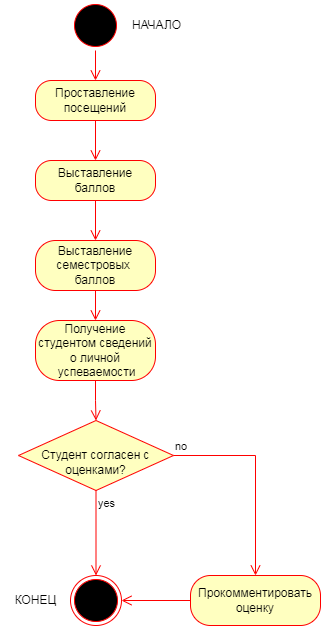 НАЧАЛО
Проставление
посещений
Выставление
баллов
Выставление
семестровых
баллов
Получение
студентом сведений
о личной
успеваемости
Студент согласен с
оценками?
no
yes
КОНЕЦ
Прокомментировать
оценку